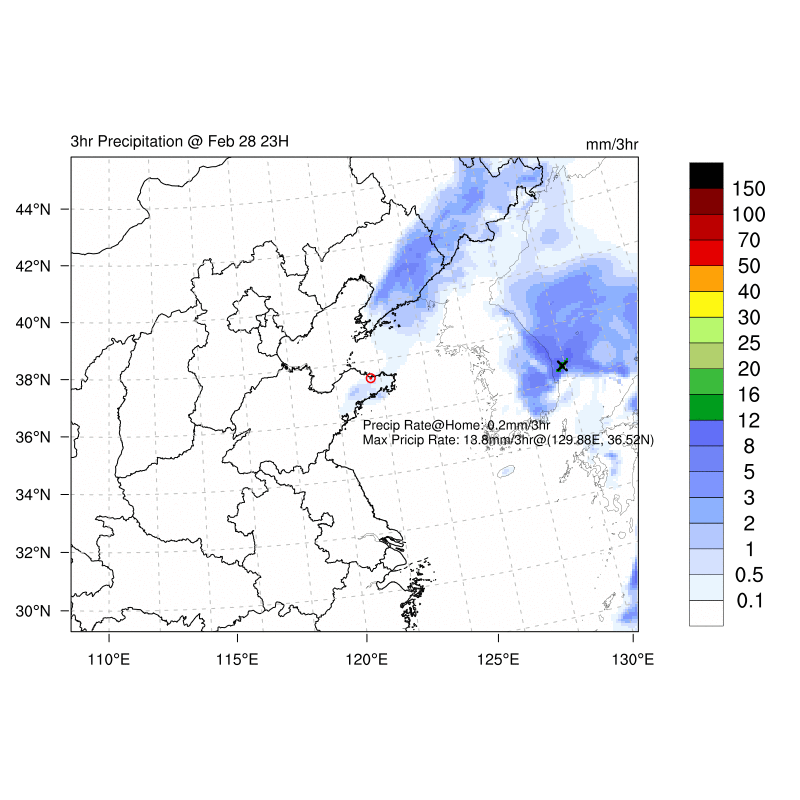 3hr Precipitation @ Feb 28 23H
mm/3hr
44°N
42°N
40°N
38°N
36°N
34°N
32°N
30°N
110°E
115°E
120°E
125°E
130°E
Precip Rate@Home: 0.2mm/3hr
Max Pricip Rate: 13.8mm/3hr@(129.88E, 36.52N)
150
100
70
50
40
30
25
20
16
12
8
5
3
2
1
0.5
0.1